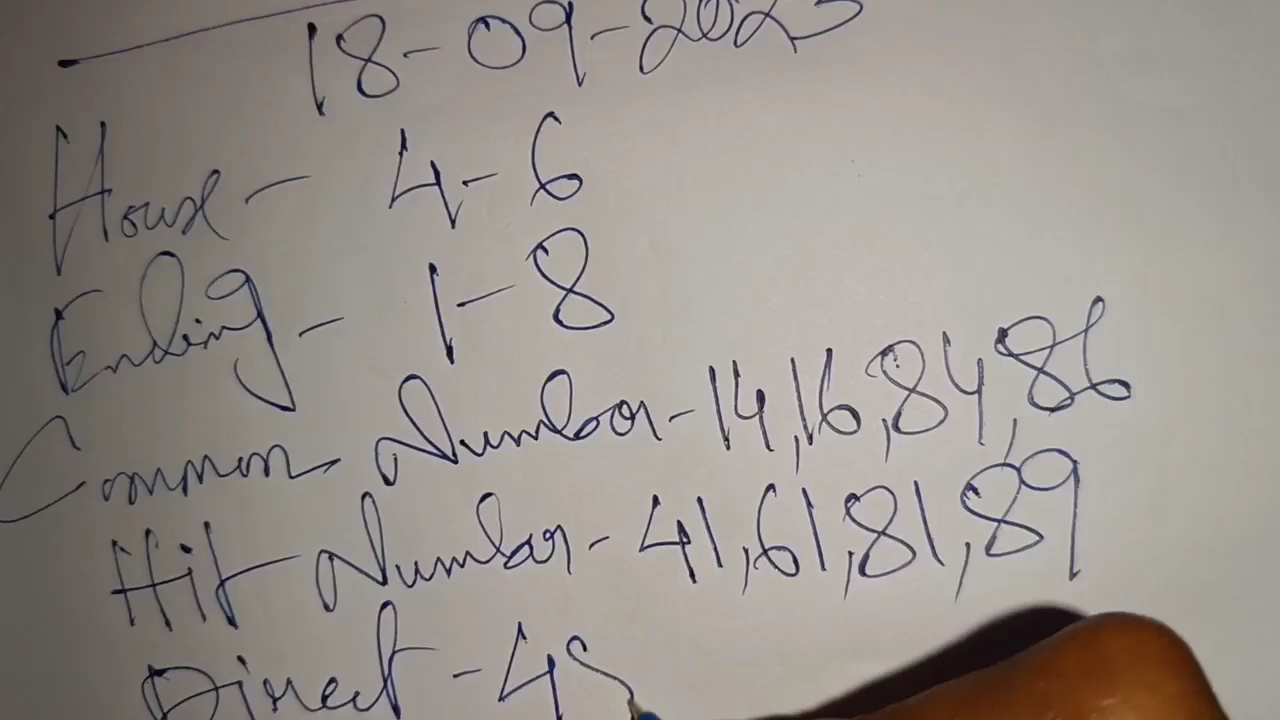 18-09-2023
House - 4-6
Ending - 1-8
Common Number - 14,16,84,86
Hit Number - 41,61,81,89
Direct - 4